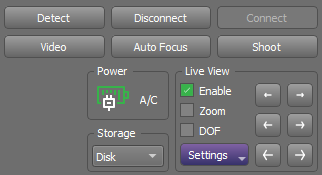 Detect Disconnect Connect
Video Auto Focus Shoot
Power
A/C
Storage
Disk
Live View
Enable
Zoom
DOF
Settings